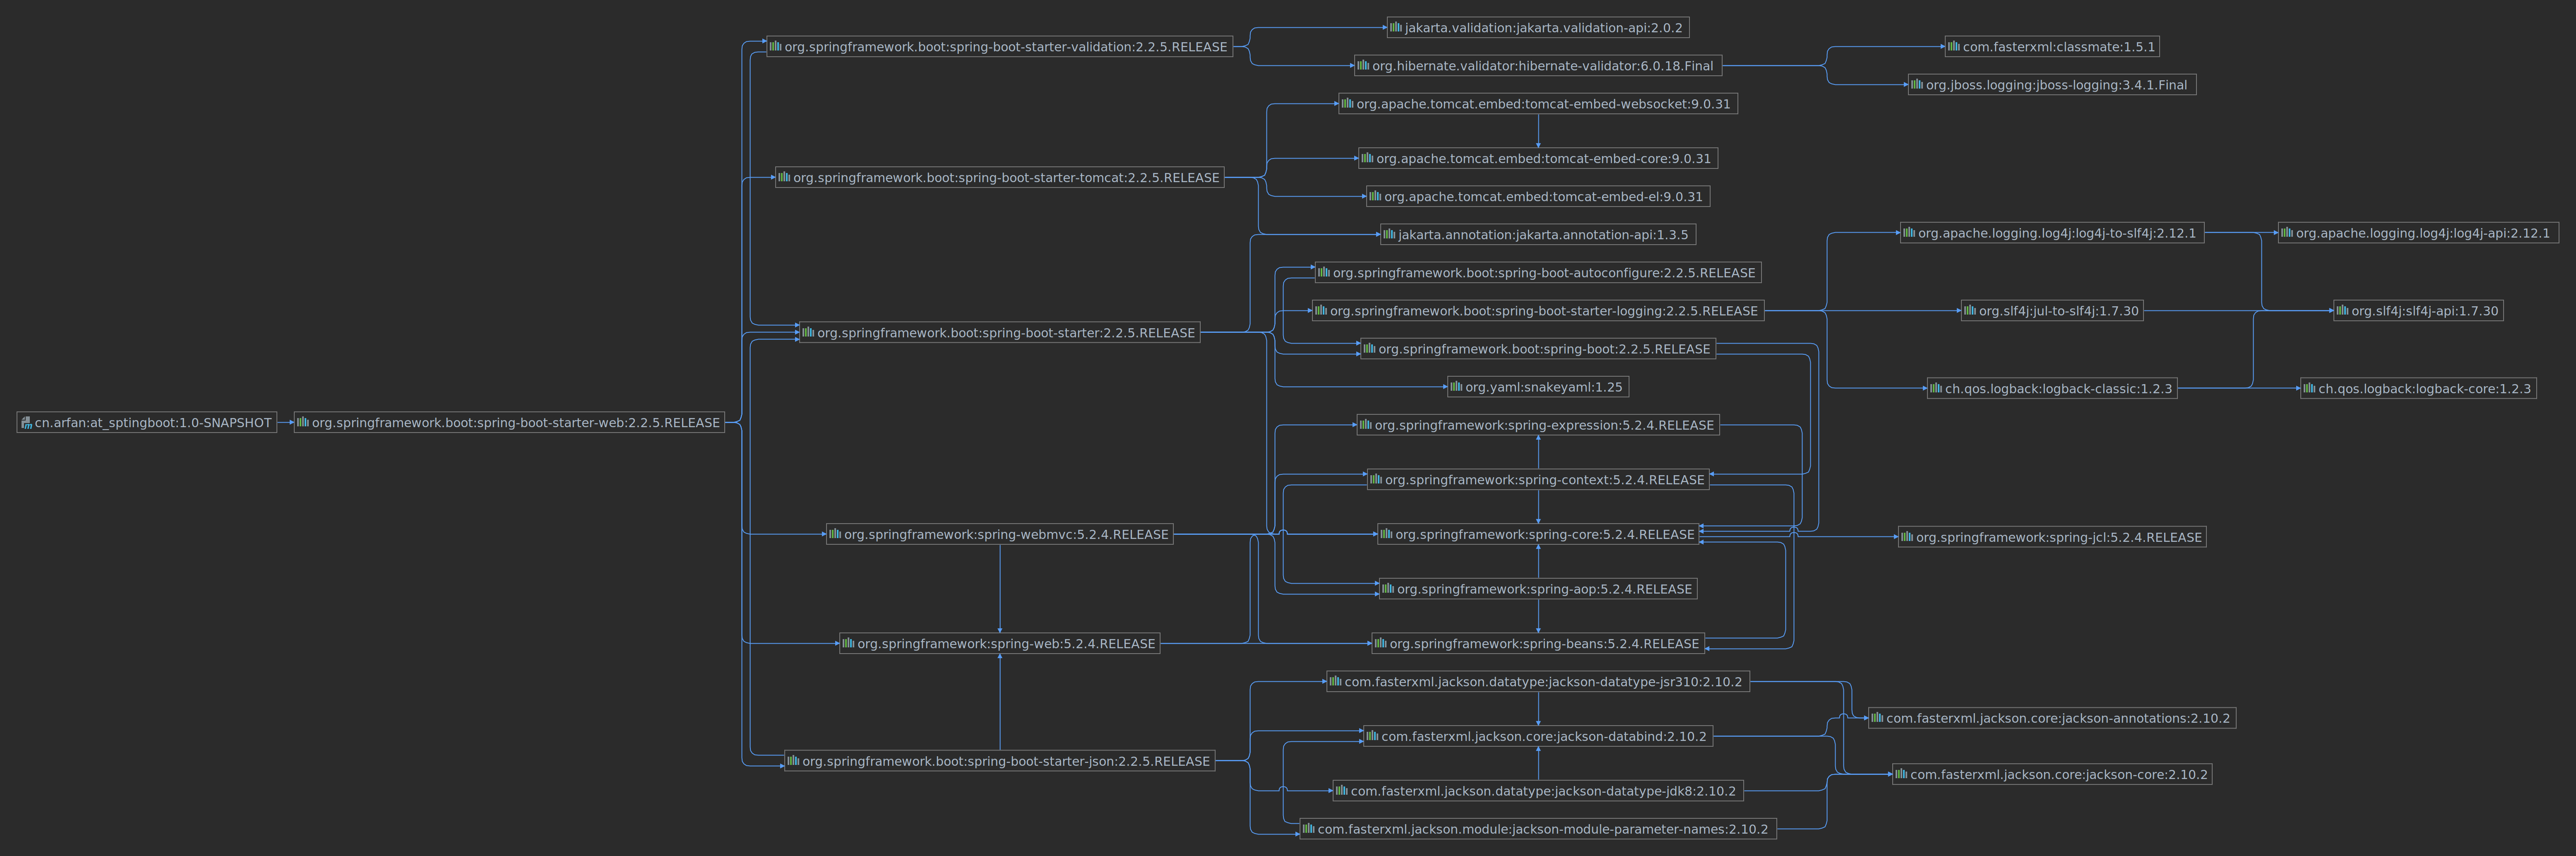 jakarta.validation:jakarta.validation-api:2.0.2
org.springframework.boot:spring-boot-starter-validation:2.2.5.RELEASE
com.fasterxml:classmate:1.5.1
org.hibernate.validator:hibernate-validator:6.0.18.Final
org.jboss.logging:jboss-logging:3.4.1.Final
org.apache.tomcat.embed:tomcat-embed-websocket:9.0.31
org.apache.tomcat.embed:tomcat-embed-core:9.0.31
org.springframework.boot:spring-boot-starter-tomcat:2.2.5.RELEASE
org.apache.tomcat.embed:tomcat-embed-el:9.0.31
jakarta.annotation:jakarta.annotation-api:1.3.5
org.apache.logging.log4j:log4j-to-slf4j:2.12.1
org.apache.logging.log4j:log4j-api:2.12.1
org.springframework.boot:spring-boot-autoconfigure:2.2.5.RELEASE
org.springframework.boot:spring-boot-starter-logging:2.2.5.RELEASE
org.slf4j:jul-to-slf4j:1.7.30
org.slf4j:slf4j-api:1.7.30
org.springframework.boot:spring-boot-starter:2.2.5.RELEASE
org.springframework.boot:spring-boot:2.2.5.RELEASE
org.yaml:snakeyaml:1.25
ch.qos.logback:logback-classic:1.2.3
ch.qos.logback:logback-core:1.2.3
cn.arfan:at_sptingboot:1.0-SNAPSHOT
org.springframework.boot:spring-boot-starter-web:2.2.5.RELEASE
org.springframework:spring-expression:5.2.4.RELEASE
org.springframework:spring-context:5.2.4.RELEASE
org.springframework:spring-webmvc:5.2.4.RELEASE
org.springframework:spring-core:5.2.4.RELEASE
org.springframework:spring-jcl:5.2.4.RELEASE
org.springframework:spring-aop:5.2.4.RELEASE
org.springframework:spring-web:5.2.4.RELEASE
org.springframework:spring-beans:5.2.4.RELEASE
com.fasterxml.jackson.datatype:jackson-datatype-jsr310:2.10.2
com.fasterxml.jackson.core:jackson-annotations:2.10.2
com.fasterxml.jackson.core:jackson-databind:2.10.2
org.springframework.boot:spring-boot-starter-json:2.2.5.RELEASE
com.fasterxml.jackson.core:jackson-core:2.10.2
com.fasterxml.jackson.datatype:jackson-datatype-jdk8:2.10.2
com.fasterxml.jackson.module:jackson-module-parameter-names:2.10.2